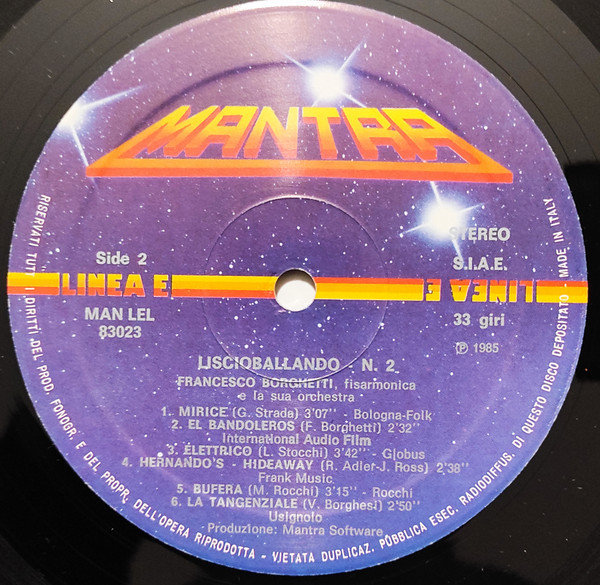 MANTRA
Side 2
STEREO
S.I.A.E.
LINEA E
LINEA E
MAN LEL
83023
33 giri
℗ 1985
LISCIOBALLANDO - N. 2
FRANCESCO BORGHETTI, fisarmonica
e la sua orchestra
1. MIRICE (G. Strada) 3'07'' - Bologna-Folk
2. EL BANDOLEROS (F. Borghetti) 2'32''
International Audio Film
3. ELETTRICO (L. Stocchi) 3'42'' - Globus
4. HERNANDO'S - HIDEAWAY (R. Adler-J. Ross) 2'38''
Frank Music
5. BUFERA (M. Rocchi) 3'15'' - Rocchi
6. LA TANGENZIALE (V. Borghesi) 2'50''
Usignolo
Produzione: Mantra Software
RISERVATI TUTTI I DIRITTI DEL PROD. FONOGR. E DEL PROPR. DELL'OPERA RIPRODOTTA - VIETATA DUPLICAZ. PÙBBLICA ESEC. RADIODIFFUS. DI QUESTO DISCO DEPOSITATO - MADE IN ITALY